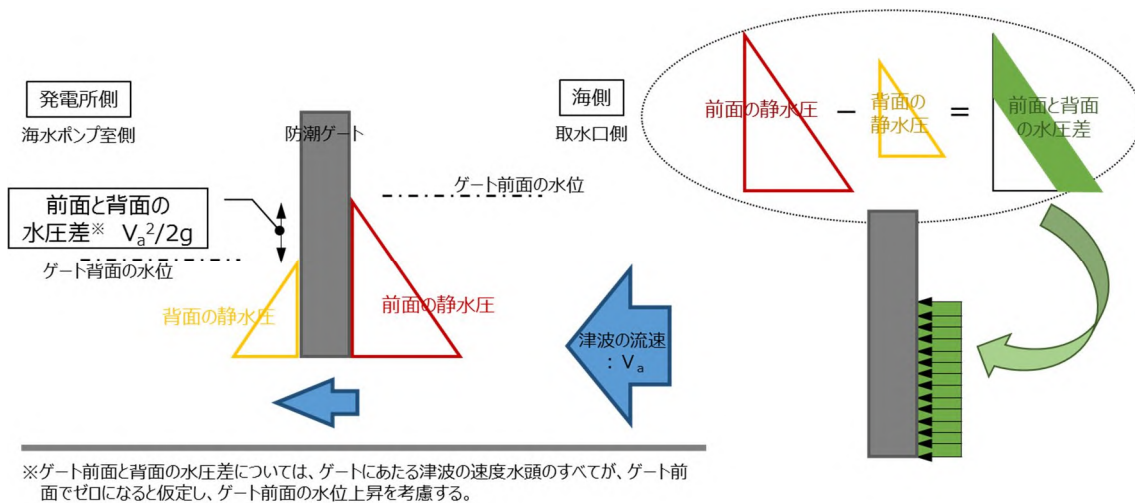 発電所側
海水ポンプ室側
防潮ゲート
海側
取水口側
前面の静水圧
－
背面の
静水圧
＝
前面と背面
の水圧差
ゲート前面の水位
前面と背面の
水圧差※ Va²/2g
ゲート背面の水位
背面の静水圧
前面の静水圧
津波の流速
：Va
※ゲート前面と背面の水圧差については、ゲートにあたる津波の速度水頭のすべてが、ゲート前
面でゼロになると仮定し、ゲート前面の水位上昇を考慮する。